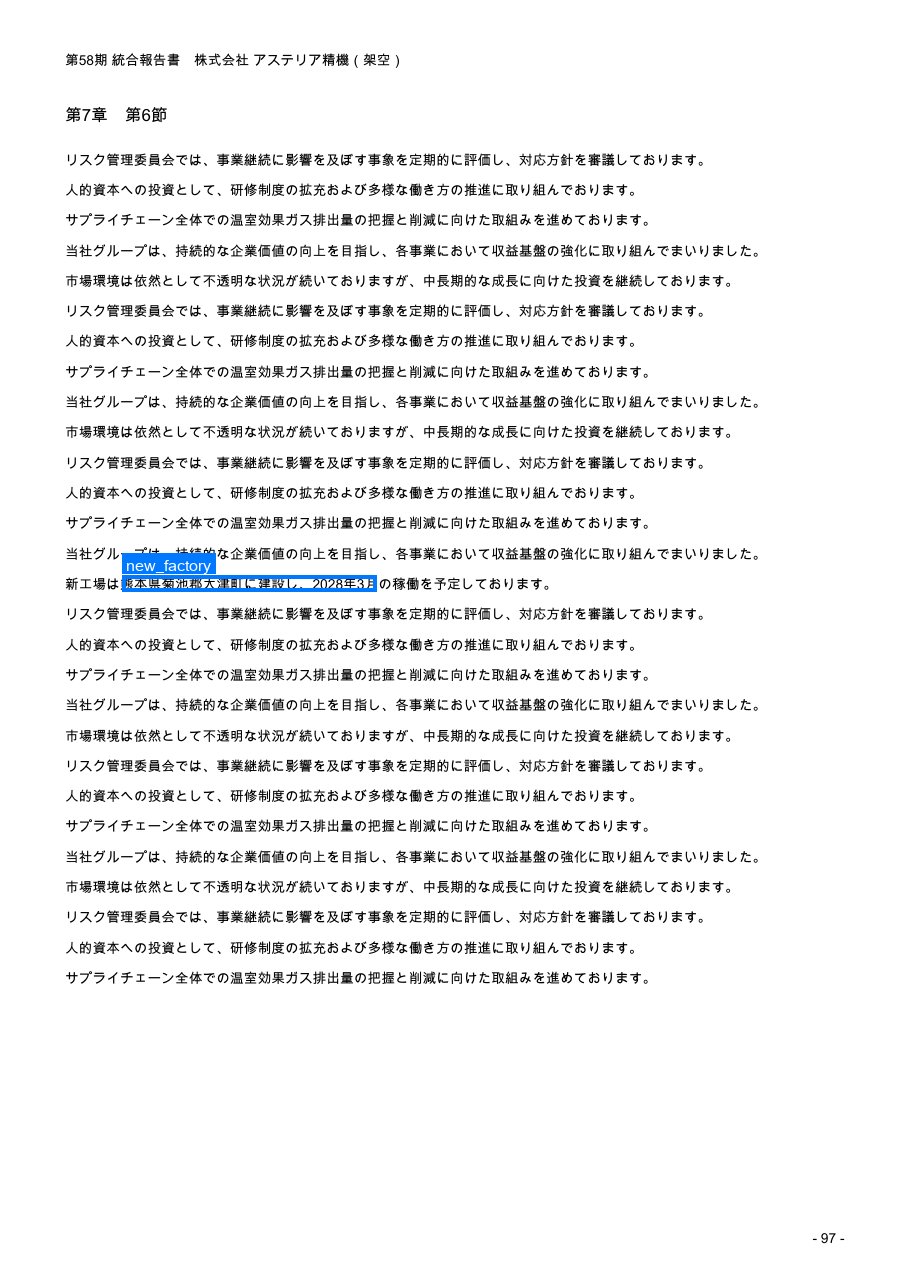 第58期 統合報告書　株式会社 アステリア精機（架空）
第7章　第6節
リスク管理委員会では、事業継続に影響を及ぼす事象を定期的に評価し、対応方針を審議しております。
人的資本への投資として、研修制度の拡充および多様な働き方の推進に取り組んでおります。
サプライチェーン全体での温室効果ガス排出量の把握と削減に向けた取組みを進めております。
当社グループは、持続的な企業価値の向上を目指し、各事業において収益基盤の強化に取り組んでまいりました。
市場環境は依然として不透明な状況が続いておりますが、中長期的な成長に向けた投資を継続しております。
リスク管理委員会では、事業継続に影響を及ぼす事象を定期的に評価し、対応方針を審議しております。
人的資本への投資として、研修制度の拡充および多様な働き方の推進に取り組んでおります。
サプライチェーン全体での温室効果ガス排出量の把握と削減に向けた取組みを進めております。
当社グループは、持続的な企業価値の向上を目指し、各事業において収益基盤の強化に取り組んでまいりました。
市場環境は依然として不透明な状況が続いておりますが、中長期的な成長に向けた投資を継続しております。
リスク管理委員会では、事業継続に影響を及ぼす事象を定期的に評価し、対応方針を審議しております。
人的資本への投資として、研修制度の拡充および多様な働き方の推進に取り組んでおります。
サプライチェーン全体での温室効果ガス排出量の把握と削減に向けた取組みを進めております。
当社グループは、持続的な企業価値の向上を目指し、各事業において収益基盤の強化に取り組んでまいりました。
new_factory
新工場は熊本県菊池郡大津町に建設し、2028年3月の稼働を予定しております。
リスク管理委員会では、事業継続に影響を及ぼす事象を定期的に評価し、対応方針を審議しております。
人的資本への投資として、研修制度の拡充および多様な働き方の推進に取り組んでおります。
サプライチェーン全体での温室効果ガス排出量の把握と削減に向けた取組みを進めております。
当社グループは、持続的な企業価値の向上を目指し、各事業において収益基盤の強化に取り組んでまいりました。
市場環境は依然として不透明な状況が続いておりますが、中長期的な成長に向けた投資を継続しております。
リスク管理委員会では、事業継続に影響を及ぼす事象を定期的に評価し、対応方針を審議しております。
人的資本への投資として、研修制度の拡充および多様な働き方の推進に取り組んでおります。
サプライチェーン全体での温室効果ガス排出量の把握と削減に向けた取組みを進めております。
当社グループは、持続的な企業価値の向上を目指し、各事業において収益基盤の強化に取り組んでまいりました。
市場環境は依然として不透明な状況が続いておりますが、中長期的な成長に向けた投資を継続しております。
リスク管理委員会では、事業継続に影響を及ぼす事象を定期的に評価し、対応方針を審議しております。
人的資本への投資として、研修制度の拡充および多様な働き方の推進に取り組んでおります。
サプライチェーン全体での温室効果ガス排出量の把握と削減に向けた取組みを進めております。
- 97 -